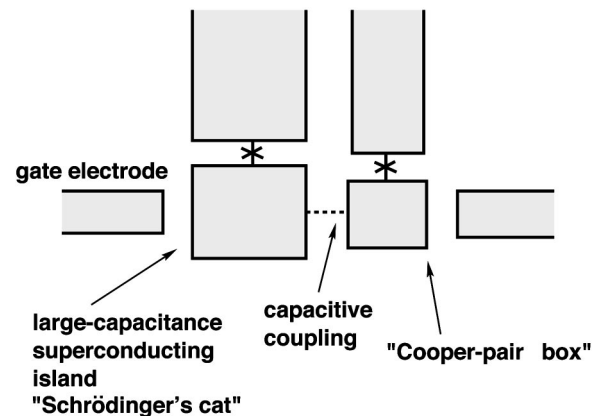 gate electrode
large-capacitance
superconducting
island
"Schrödinger's cat"
capacitive
coupling
"Cooper-pair box"